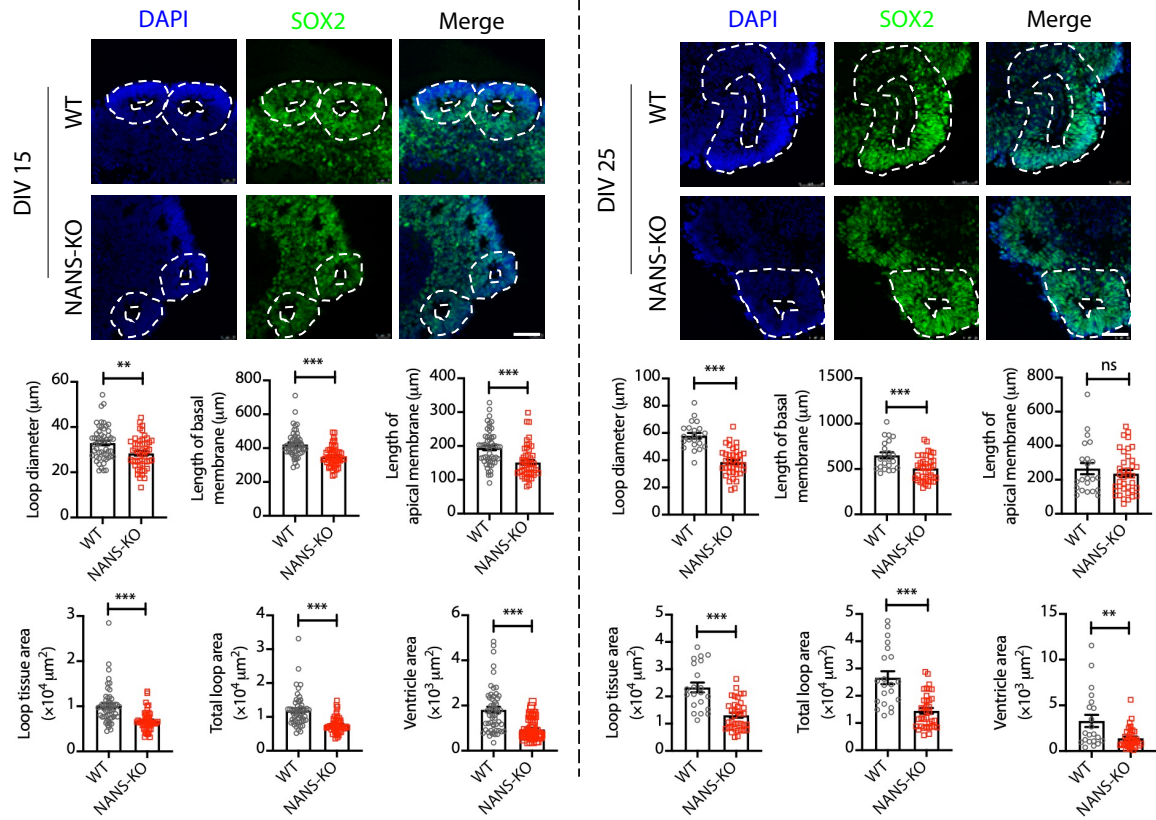 DAPI SOX2 Merge
DIV 15
WT
NANS-KO
**
Loop diameter (μm)
60
40
20
0
WT
NANS-KO
***
Length of basal
membrane (μm)
800
600
400
200
0
WT
NANS-KO
***
Length of
apical membrane (μm)
400
300
200
100
0
WT
NANS-KO
***
Loop tissue area
(×10⁴ μm²)
3
2
1
0
WT
NANS-KO
***
Total loop area
(×10⁴ μm²)
4
3
2
1
0
WT
NANS-KO
***
Ventricle area
(×10³ μm²)
6
4
2
0
WT
NANS-KO
DAPI SOX2 Merge
DIV 25
WT
NANS-KO
***
Loop diameter (μm)
100
80
60
40
20
0
WT
NANS-KO
***
Length of basal
membrane (μm)
1500
1000
500
0
WT
NANS-KO
ns
Length of
apical membrane (μm)
800
600
400
200
0
WT
NANS-KO
***
Loop tissue area
(×10⁴ μm²)
5
4
3
2
1
0
WT
NANS-KO
***
Total loop area
(×10⁴ μm²)
5
4
3
2
1
0
WT
NANS-KO
**
Ventricle area
(×10³ μm²)
15
10
5
0
WT
NANS-KO